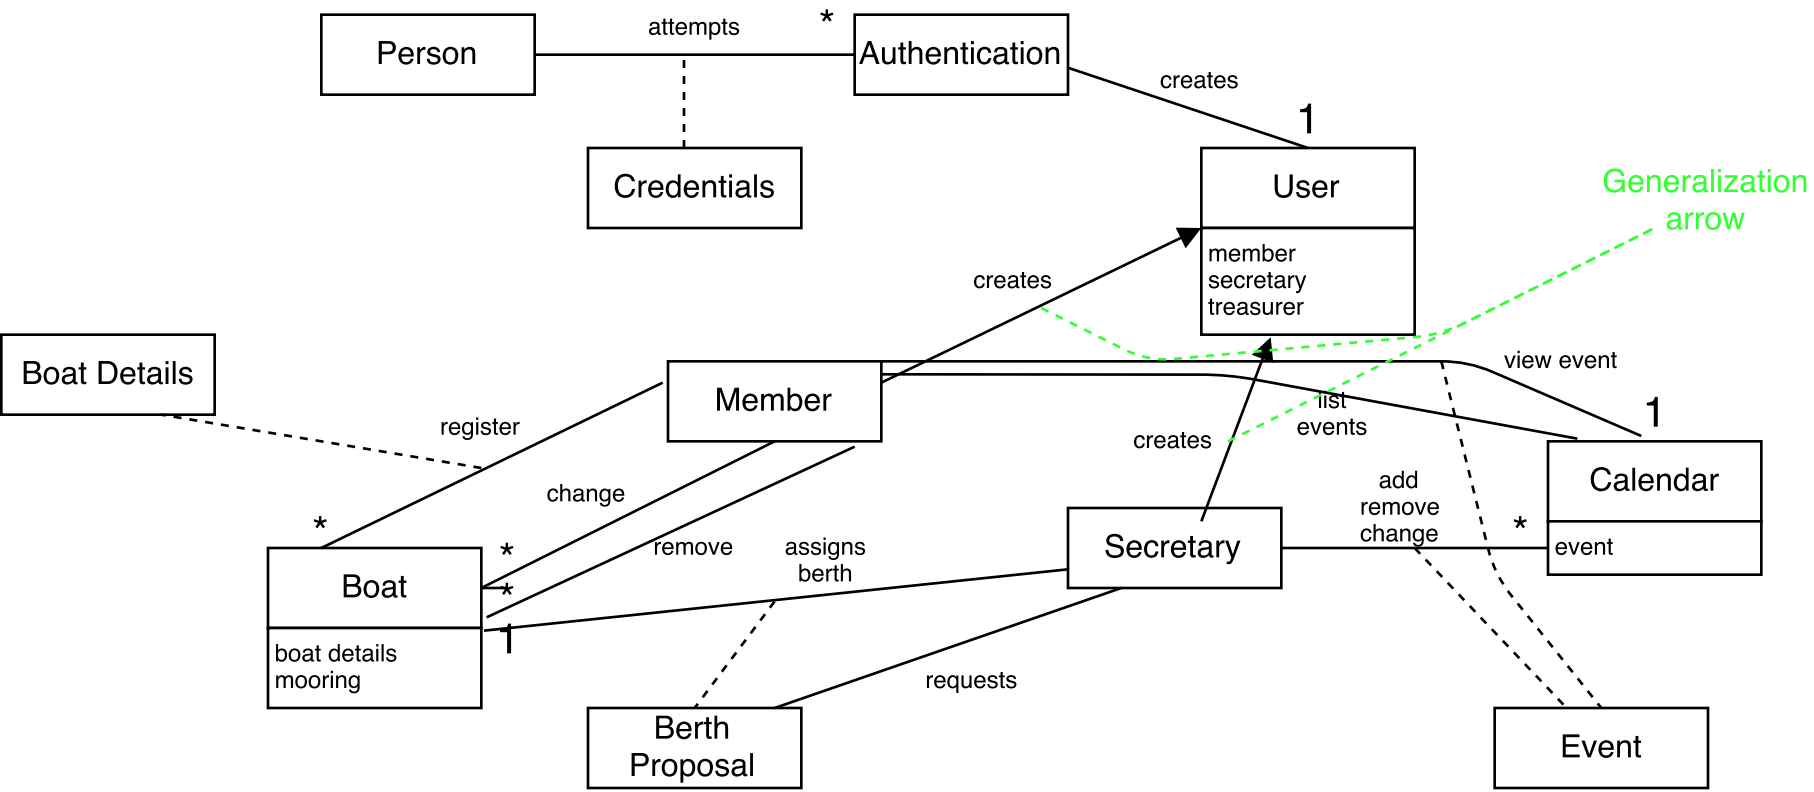 attempts
*
Person
Authentication
creates
1
Credentials
User
Generalization
arrow
member
secretary
treasurer
creates
Boat Details
Member
view event
register
list
events
1
creates
change
Calendar
add
remove
change
*
*
*
remove
assigns
berth
Secretary
event
Boat
*
1
boat details
mooring
requests
Berth
Proposal
Event